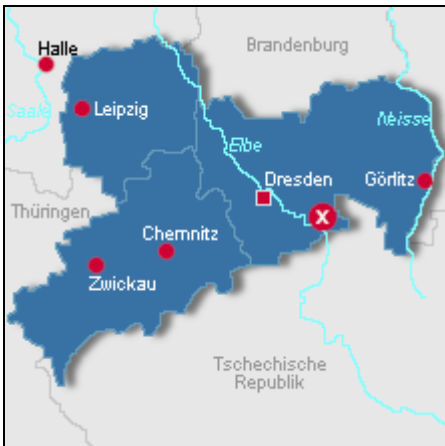 Halle
Brandenburg
Saale
Leipzig
Neisse
Elbe
Dresden
Görlitz
Thüringen
X
Chemnitz
Zwickau
Tschechische
Republik